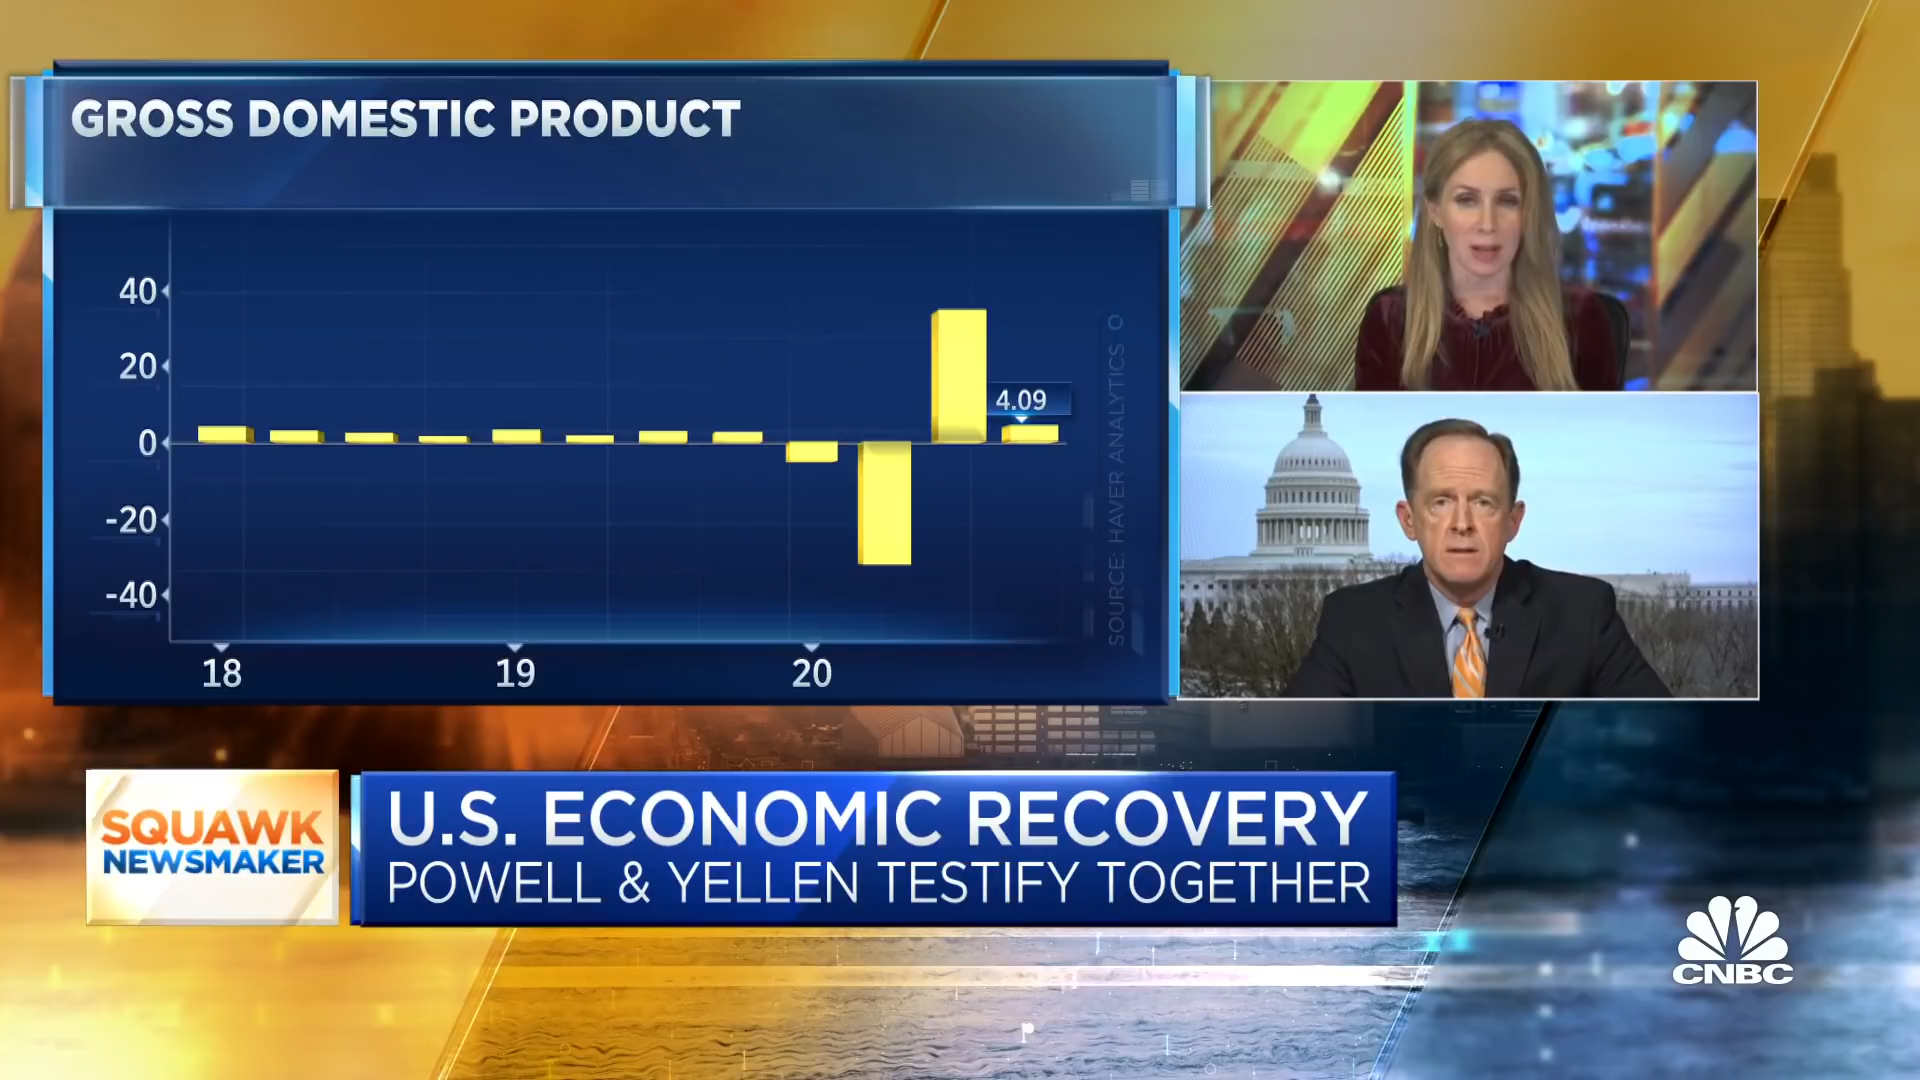 GROSS DOMESTIC PRODUCT
40
20
0
-20
-40
4.09
18
19
20
SOURCE: HAVER ANALYTICS
SQUAWK
NEWSMAKER
U.S. ECONOMIC RECOVERY
POWELL & YELLEN TESTIFY TOGETHER
CNBC